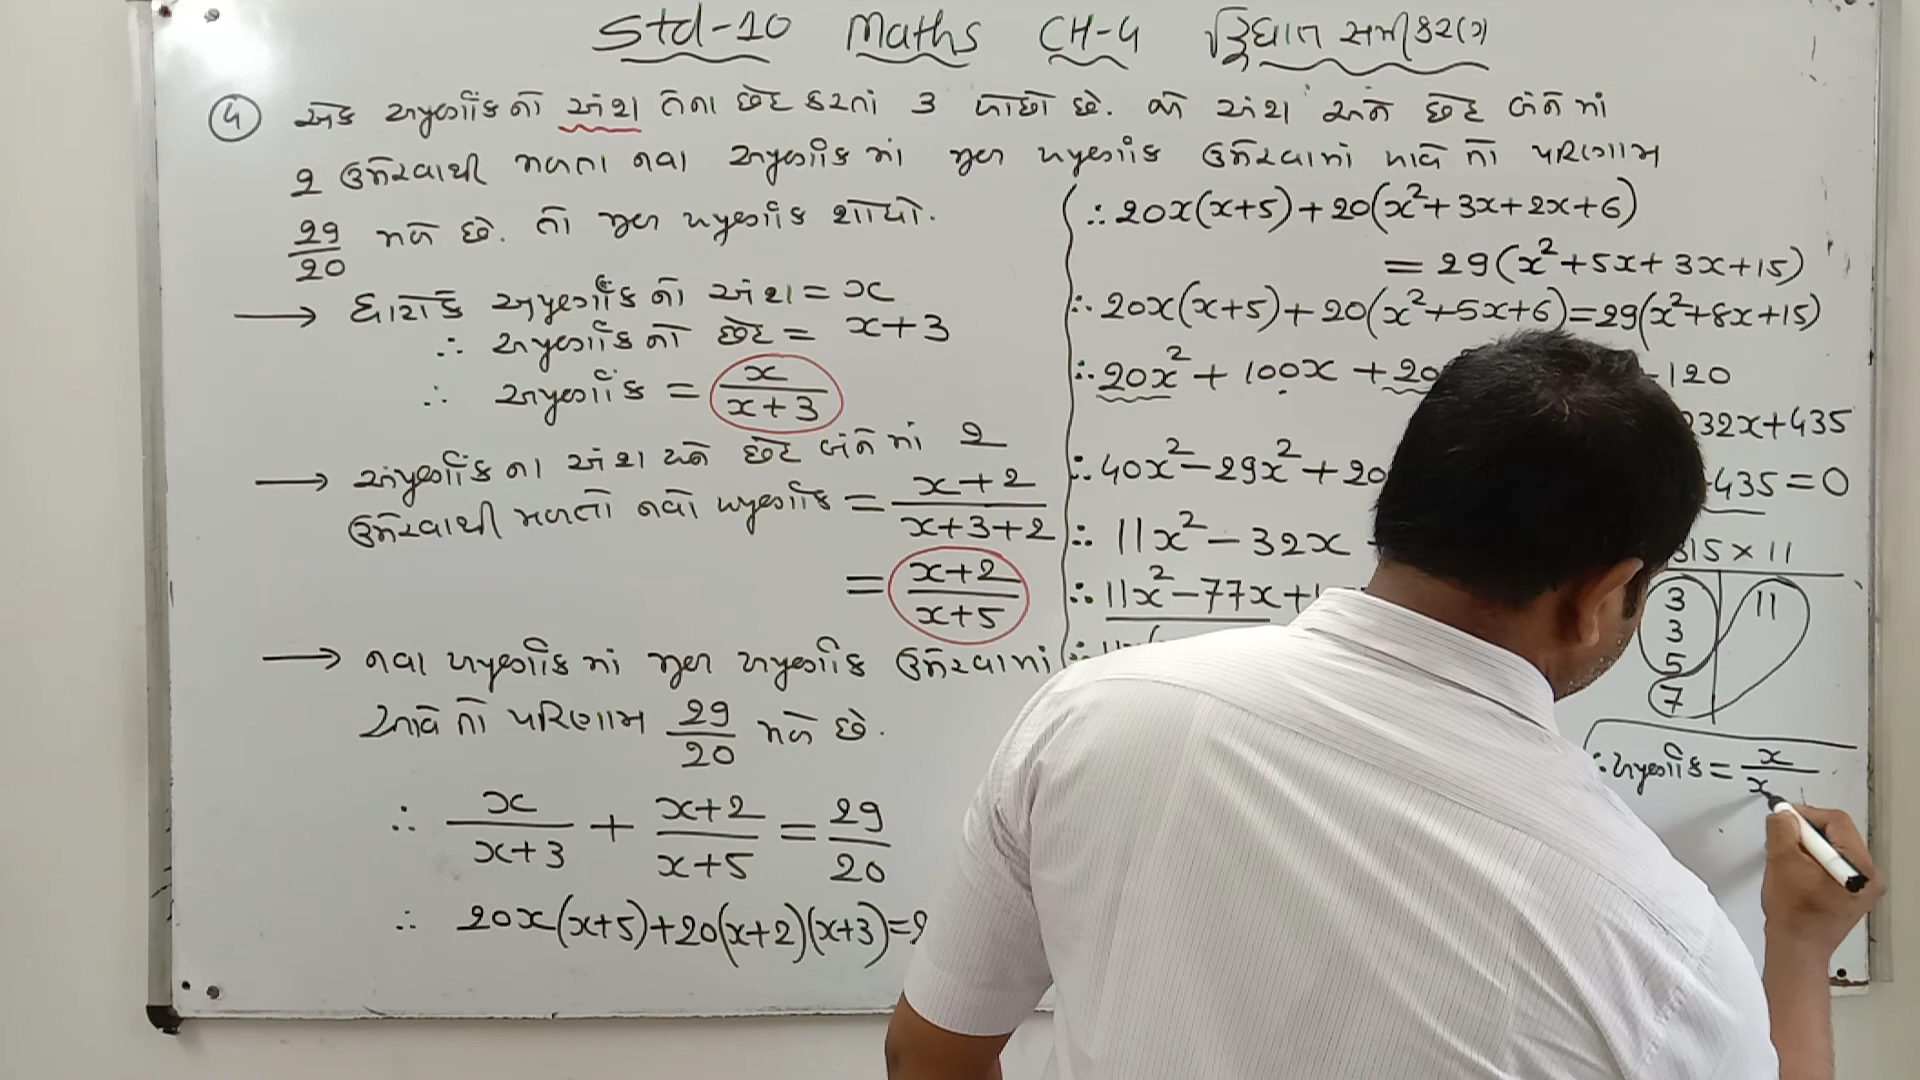 Std-10 Maths CH-4 દ્વિઘાત સમીકરણ
4 એક અપૂર્ણાંકનો અંશ તેના છેદ કરતાં 3 ઓછો છે. જો અંશ અને છેદ બંનેમાં
2 ઉમેરવાથી મળતા નવા અપૂર્ણાંકમાં મૂળ અપૂર્ણાંક ઉમેરવામાં આવે તો પરિણામ
29/20 મળે છે. તો મૂળ અપૂર્ણાંક શોધો.
→ ધારોકે અપૂર્ણાંકનો અંશ = x
∴ અપૂર્ણાંકનો છેદ = x+3
∴ અપૂર્ણાંક = x/(x+3)
→ અપૂર્ણાંકના અંશ અને છેદ બંનેમાં 2
ઉમેરવાથી મળતો નવો અપૂર્ણાંક = (x+2)/(x+3+2)
= (x+2)/(x+5)
→ નવા અપૂર્ણાંકમાં મૂળ અપૂર્ણાંક ઉમેરવામાં
આવે તો પરિણામ 29/20 મળે છે.
∴ x/(x+3) + (x+2)/(x+5) = 29/20
∴ 20x(x+5)+20(x+2)(x+3)=2
∴ 20x(x+5)+20(x²+3x+2x+6)
= 29(x²+5x+3x+15)
∴ 20x(x+5)+20(x²+5x+6)=29(x²+8x+15)
∴ 20x² + 100x + 20 120
232x+435
∴ 40x²-29x²+20 435=0
∴ 11x²-32x
∴ 11x²-77x+
315 × 11
3 11
3
5
7
∴ અપૂર્ણાંક = x/x